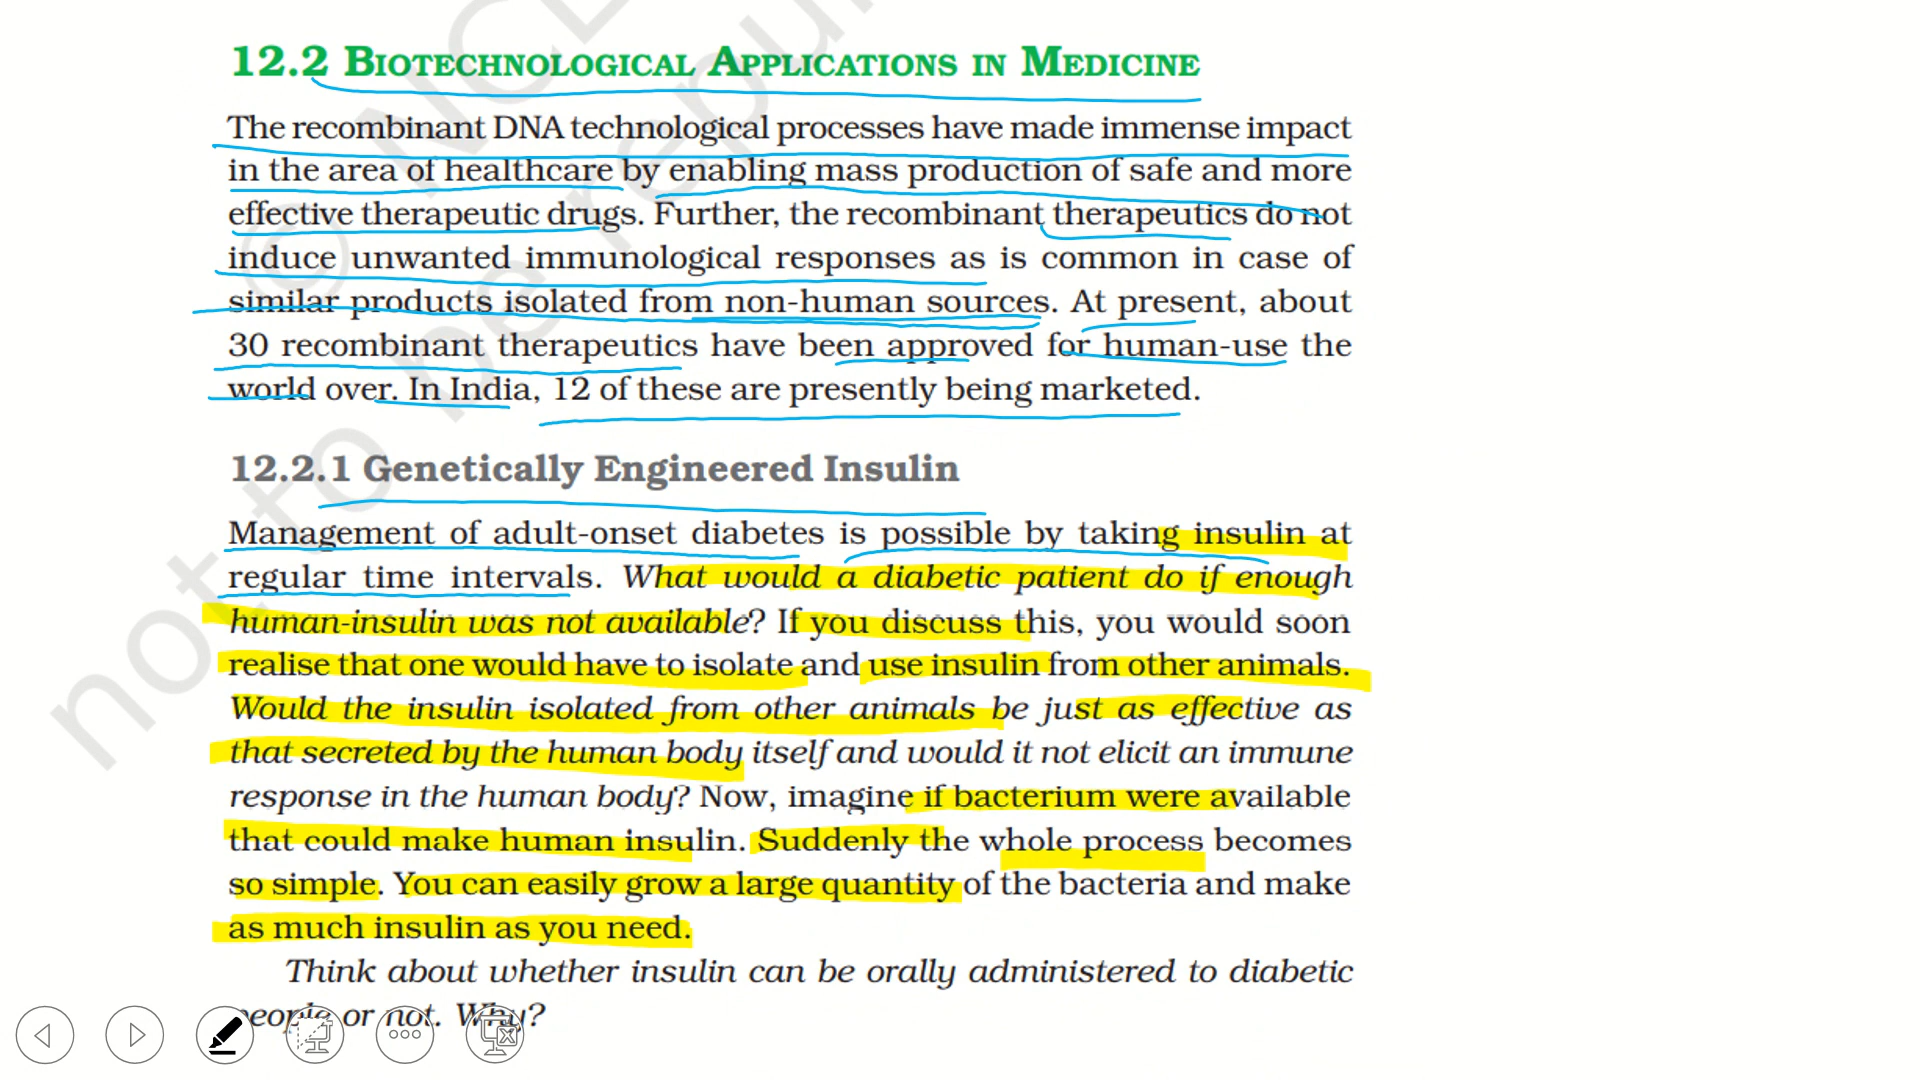 12.2 BIOTECHNOLOGICAL APPLICATIONS IN MEDICINE
The recombinant DNA technological processes have made immense impact
in the area of healthcare by enabling mass production of safe and more
effective therapeutic drugs. Further, the recombinant therapeutics do not
induce unwanted immunological responses as is common in case of
similar products isolated from non-human sources. At present, about
30 recombinant therapeutics have been approved for human-use the
world over. In India, 12 of these are presently being marketed.
12.2.1 Genetically Engineered Insulin
Management of adult-onset diabetes is possible by taking insulin at
regular time intervals. What would a diabetic patient do if enough
human-insulin was not available? If you discuss this, you would soon
realise that one would have to isolate and use insulin from other animals.
Would the insulin isolated from other animals be just as effective as
that secreted by the human body itself and would it not elicit an immune
response in the human body? Now, imagine if bacterium were available
that could make human insulin. Suddenly the whole process becomes
so simple. You can easily grow a large quantity of the bacteria and make
as much insulin as you need.
Think about whether insulin can be orally administered to diabetic
people or not. Why?
not to be repu
© NCE